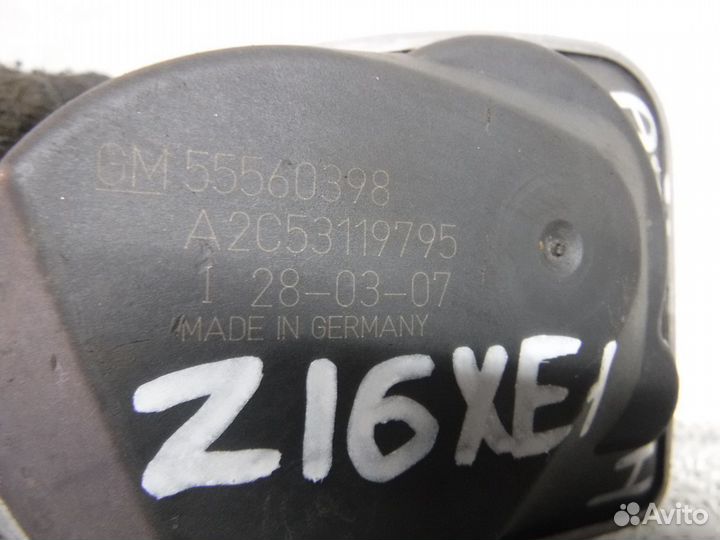 GM 55560398
A2C53119795
I 28-03-07
MADE IN GERMANY
Z16XE1
Avito